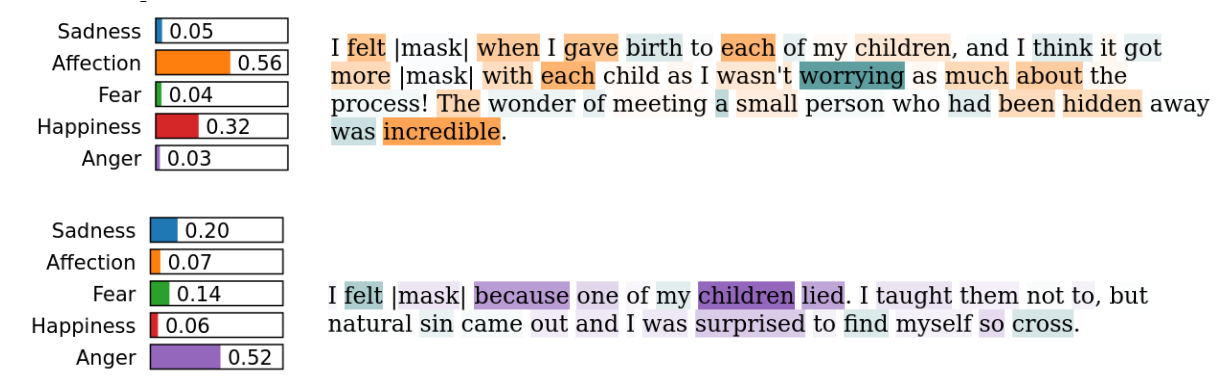 Sadness 0.05
Affection 0.56
Fear 0.04
Happiness 0.32
Anger 0.03
I felt |mask| when I gave birth to each of my children, and I think it got
more |mask| with each child as I wasn't worrying as much about the
process! The wonder of meeting a small person who had been hidden away
was incredible.
Sadness 0.20
Affection 0.07
Fear 0.14
Happiness 0.06
Anger 0.52
I felt |mask| because one of my children lied. I taught them not to, but
natural sin came out and I was surprised to find myself so cross.